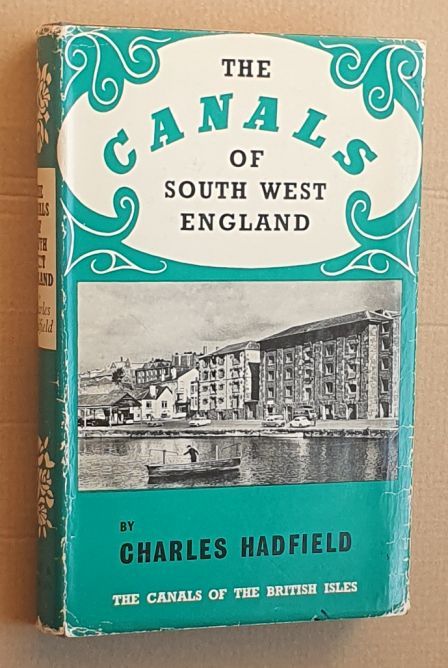 THE
CANALS
OF
SOUTH WEST
ENGLAND
BY
CHARLES HADFIELD
THE CANALS OF THE BRITISH ISLES